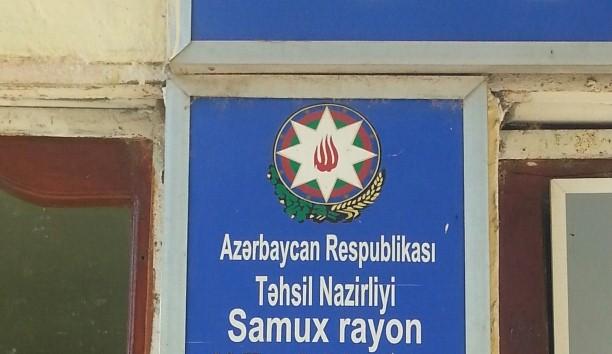 Azərbaycan Respublikası
Təhsil Nazirliyi
Samux rayon